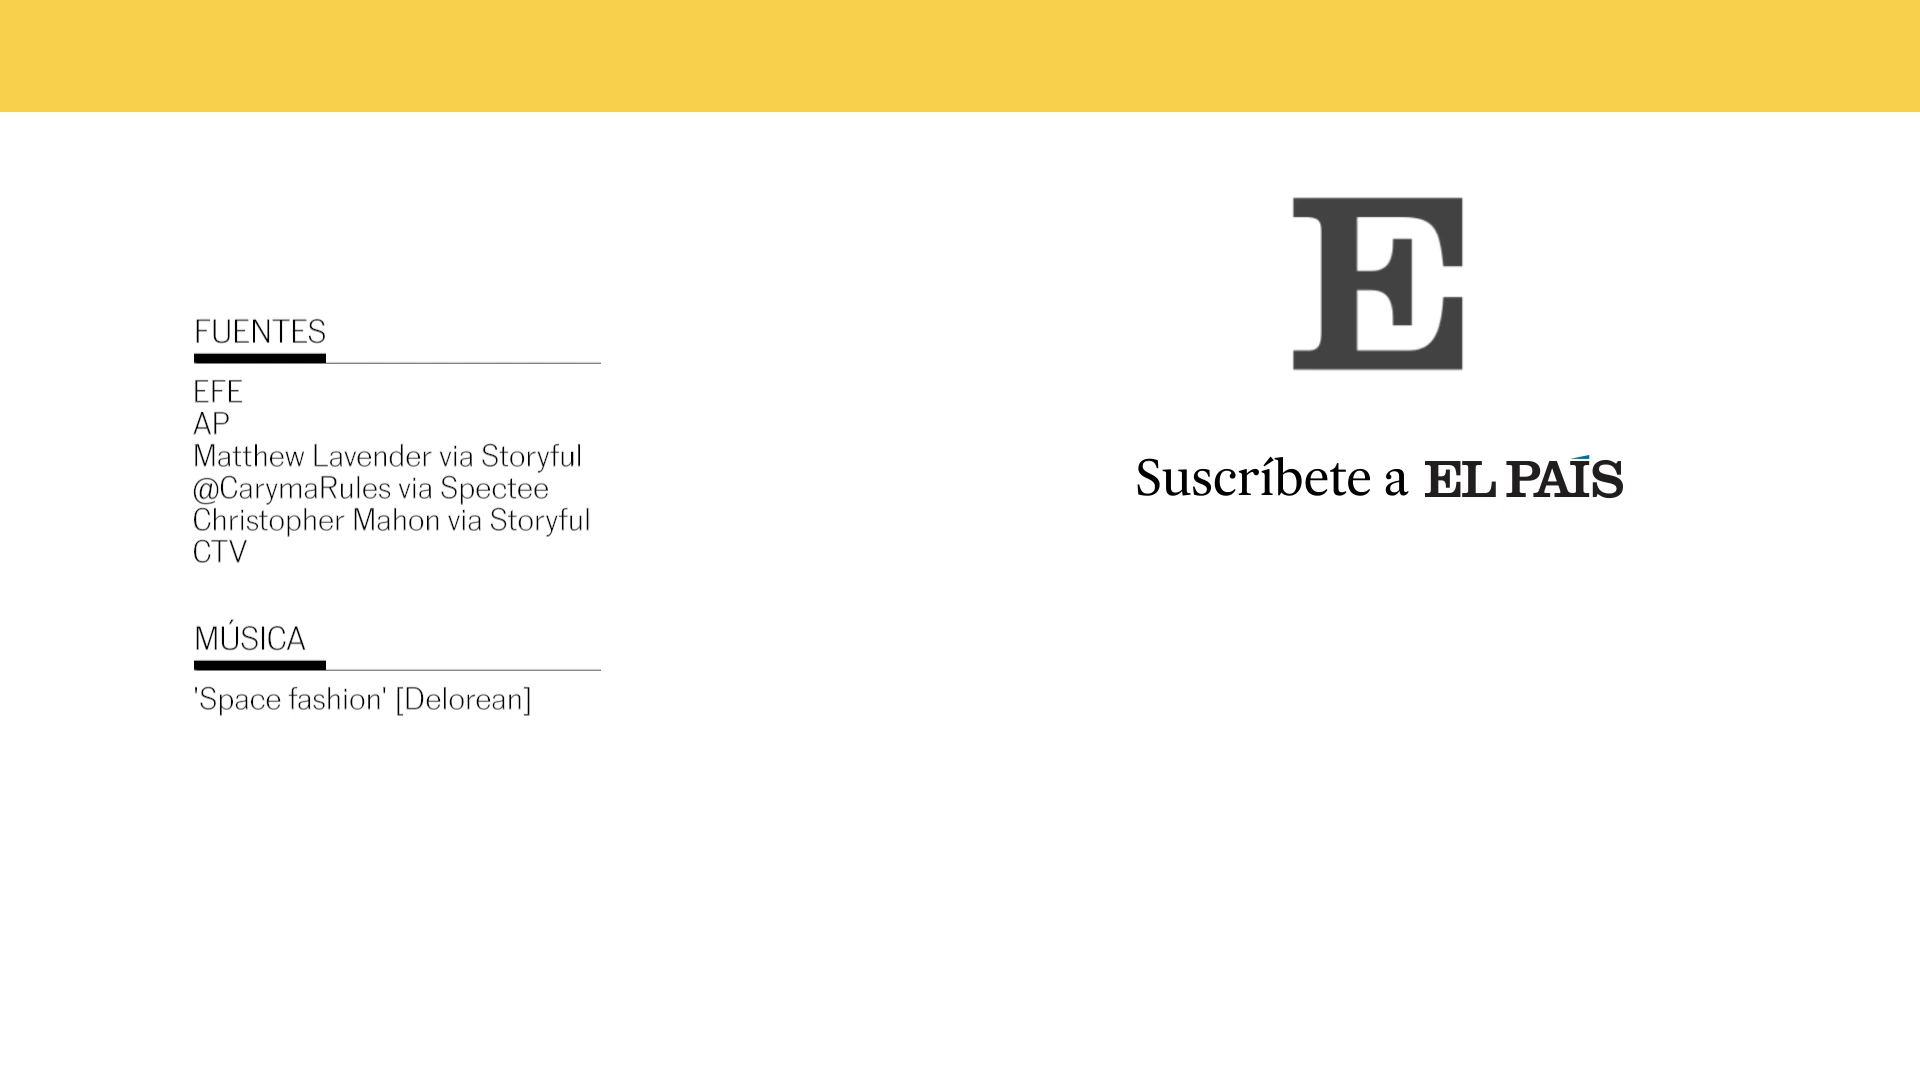 FUENTES
EFE
AP
Matthew Lavender via Storyful
@CarymaRules via Spectee
Christopher Mahon via Storyful
CTV
MÚSICA
'Space fashion' [Delorean]
E
Suscríbete a EL PAÍS